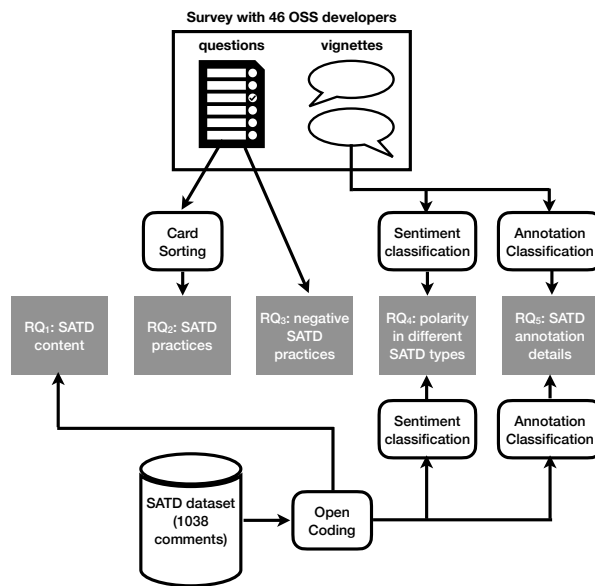 Survey with 46 OSS developers
questions
vignettes
Card
Sorting
Sentiment
classification
Annotation
Classification
RQ₁: SATD
content
RQ₂: SATD
practices
RQ₃: negative
SATD
practices
RQ₄: polarity
in different
SATD types
RQ₅: SATD
annotation
details
Sentiment
classification
Annotation
Classification
SATD dataset
(1038
comments)
Open
Coding